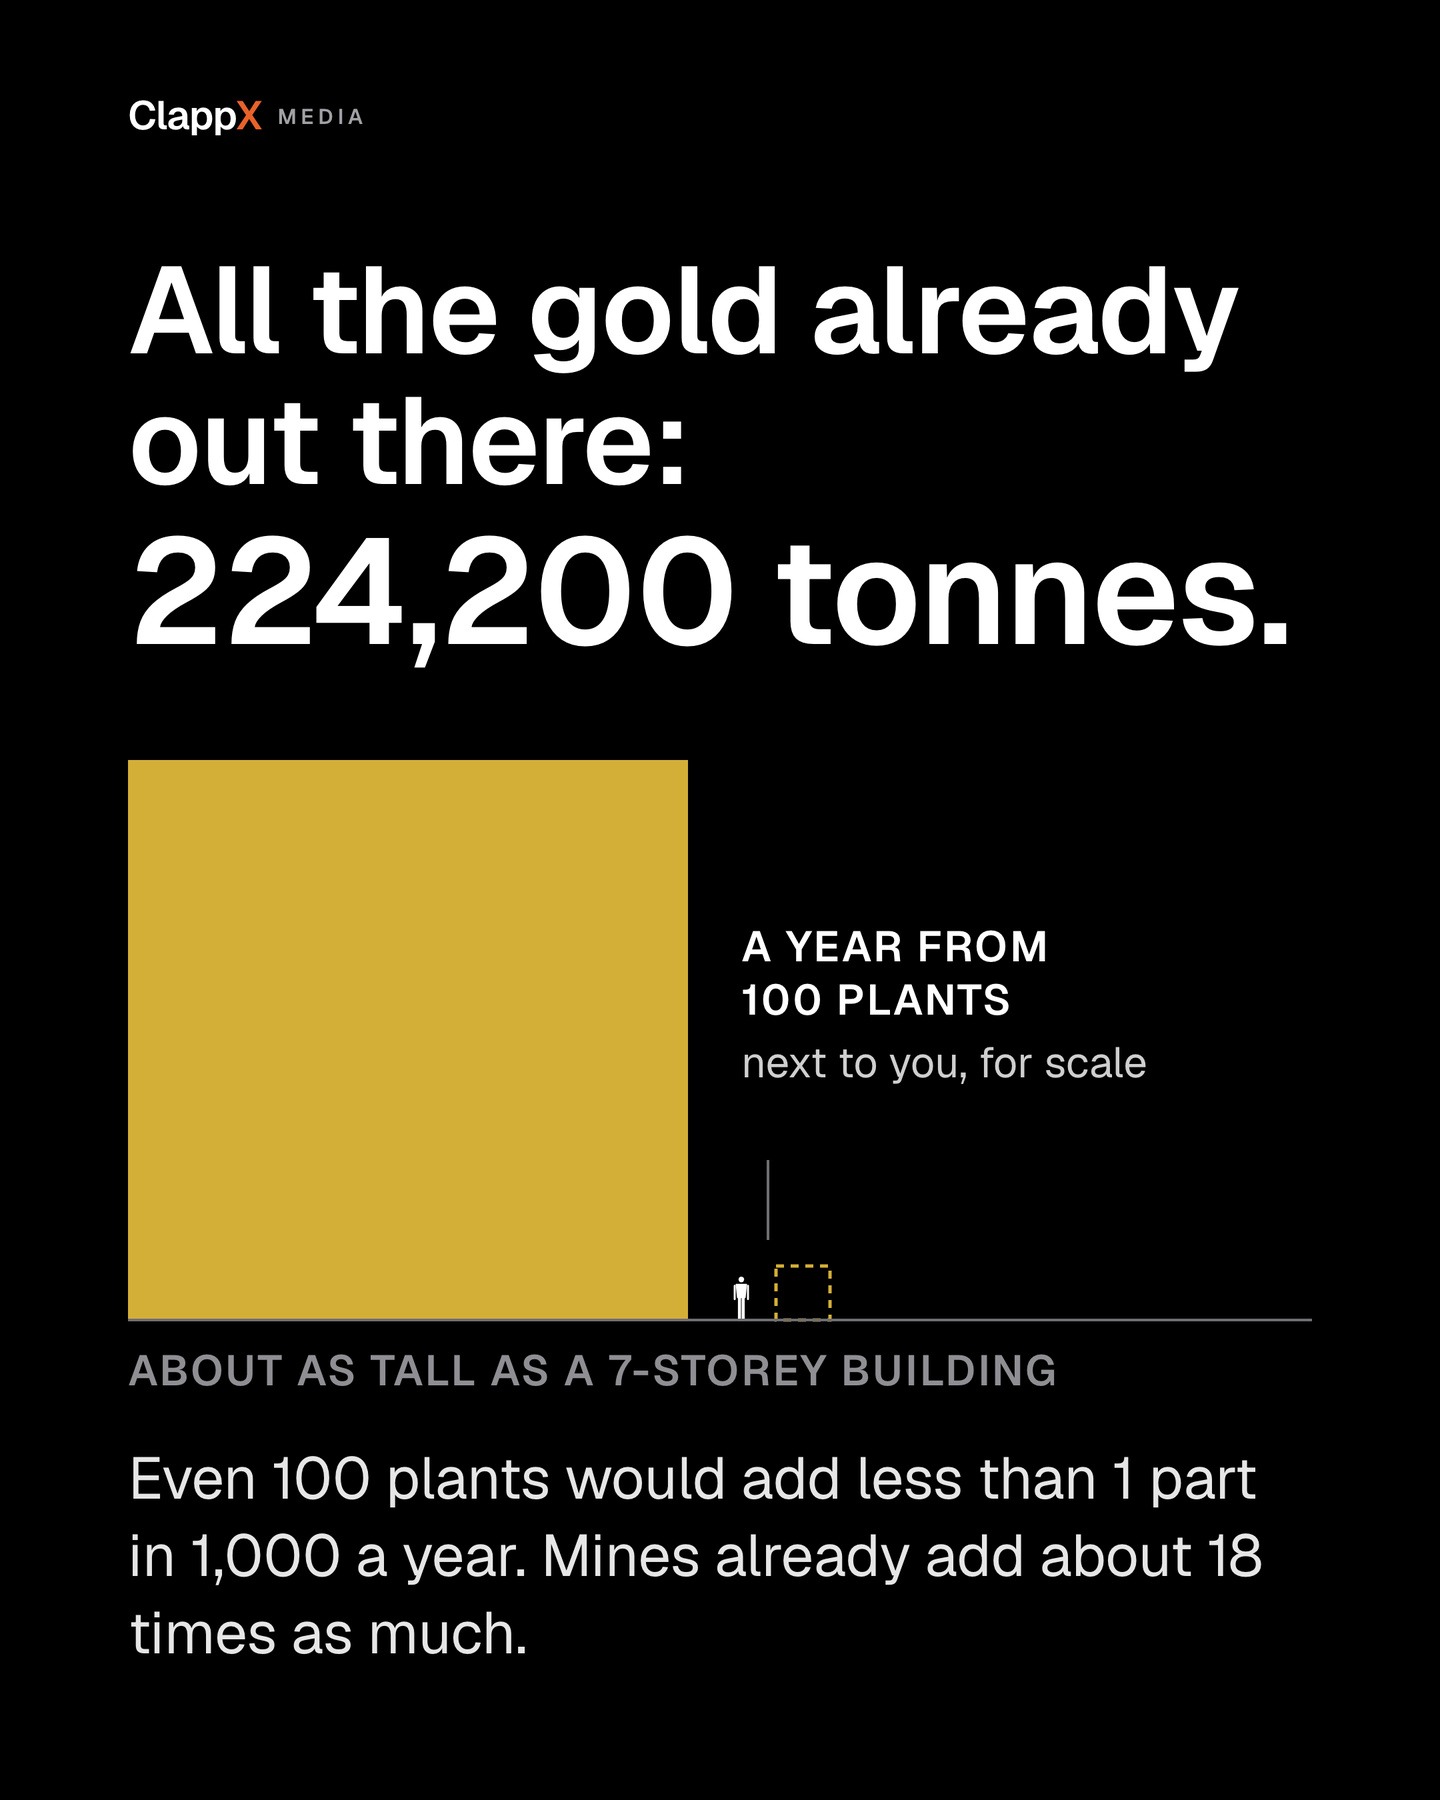 ClappX MEDIA
All the gold already
out there:
224,200 tonnes.
A YEAR FROM
100 PLANTS
next to you, for scale
ABOUT AS TALL AS A 7-STOREY BUILDING
Even 100 plants would add less than 1 part
in 1,000 a year. Mines already add about 18
times as much.